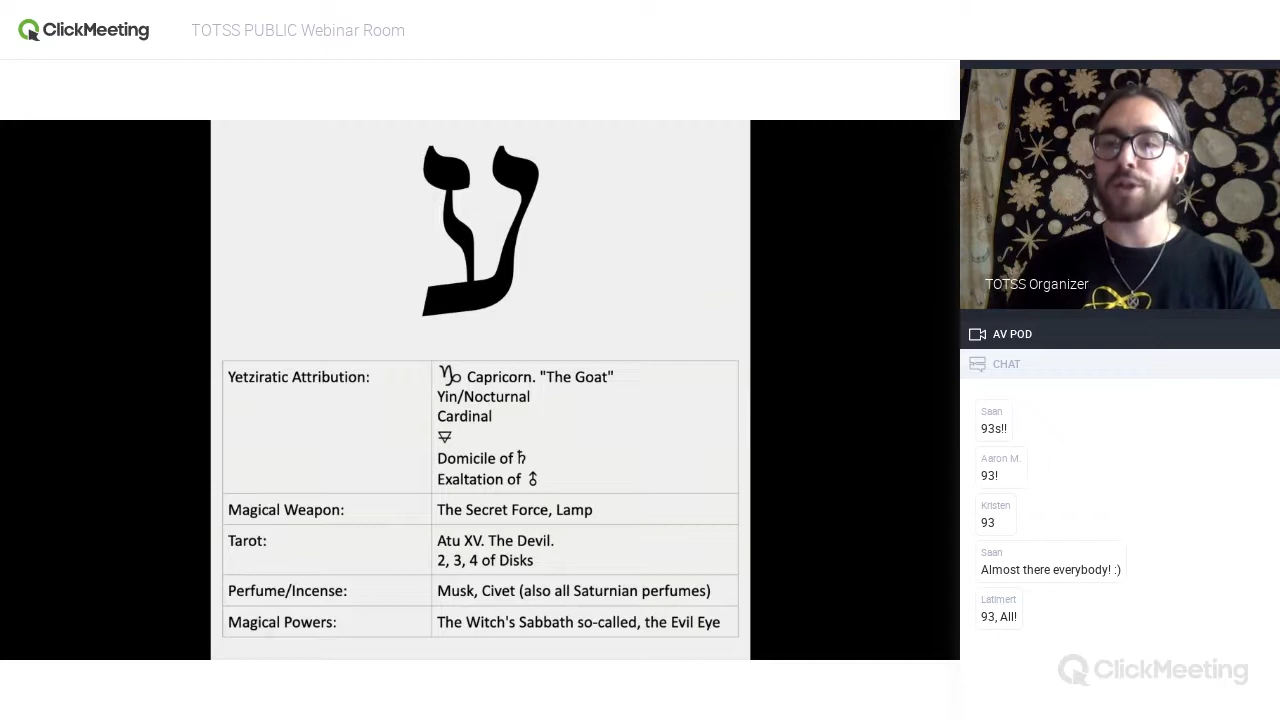 ClickMeeting
TOTSS PUBLIC Webinar Room
ע
Yetziratic Attribution:
♑ Capricorn. "The Goat"
Yin/Nocturnal
Cardinal
🜃
Domicile of ♄
Exaltation of ⚨
Magical Weapon:
The Secret Force, Lamp
Tarot:
Atu XV. The Devil.
2, 3, 4 of Disks
Perfume/Incense:
Musk, Civet (also all Saturnian perfumes)
Magical Powers:
The Witch's Sabbath so-called, the Evil Eye
TOTSS Organizer
AV POD
CHAT
Saan
93s!!
Aaron M.
93!
Kristen
93
Saan
Almost there everybody! :)
Latimert
93, All!
ClickMeeting